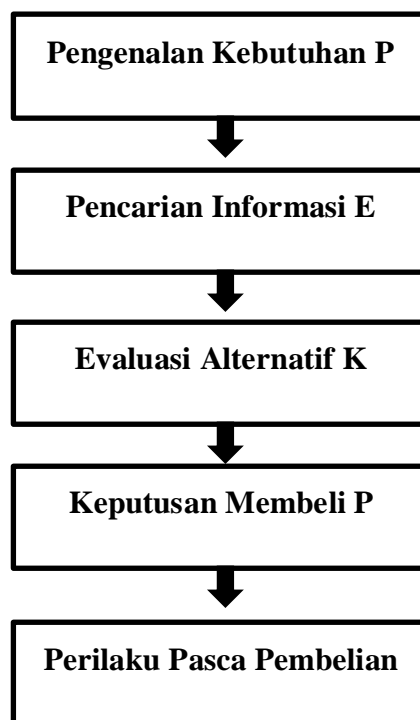 Pengenalan Kebutuhan P
Pencarian Informasi E
Evaluasi Alternatif K
Keputusan Membeli P
Perilaku Pasca Pembelian